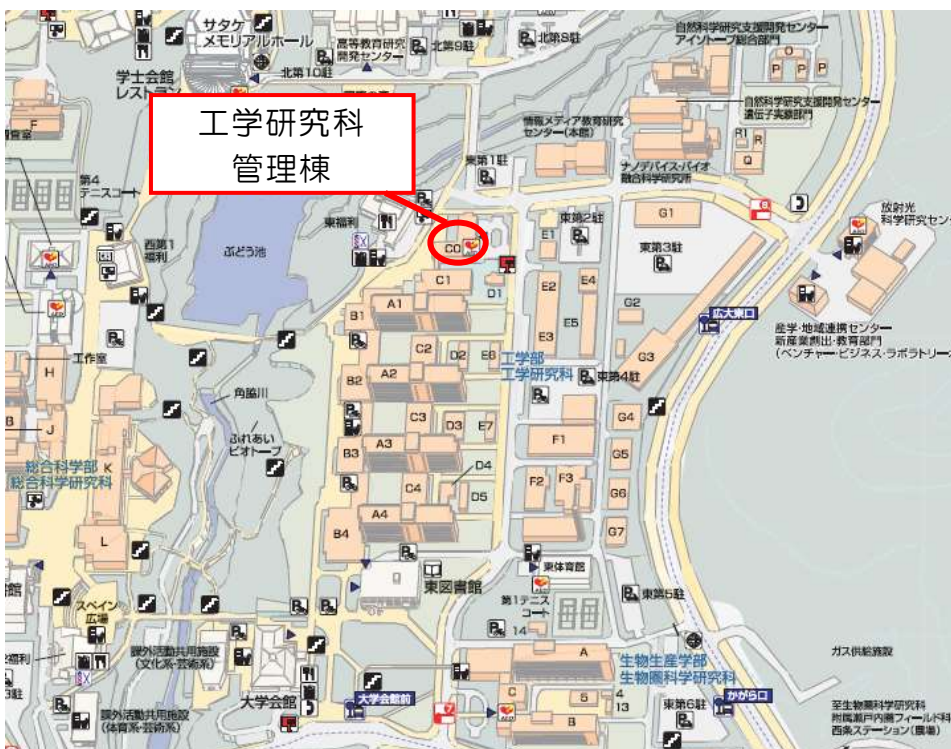 サタケ
メモリアルホール
高等教育研究
開発センター
北第9駐
北第8駐
自然科学研究支援開発センター
アイソトープ総合部門
O
P
P
P
学士会館
レストラン
北第10駐
自然科学研究支援開発センター
遺伝子実験部門
R1
R
Q
F
工学研究科
管理棟
情報メディア教育研究
センター(本館)
東第1駐
ナノデバイス・バイオ
融合科学研究所
第4
テニスコート
西第1
福利
ぶどう池
東福利
C0
E1
東第2駐
G1
東第3駐
8
放射光
科学研究セン
C1
D1
E2
E4
G2
広大東口
産学・地域連携センター
新産業創出・教育部門
(ベンチャー・ビジネス・ラボラトリー
A1
B1
C2
D2
E6
E3
E5
G3
工学部
工学研究科
東第4駐
工作室
H
角脇川
A2
B2
C3
D3
E7
G4
B
J
ふれあい
ビオトープ
A3
B3
F1
G5
総合科学部
総合科学研究科
K
D4
C4
D5
F2
F3
G6
A4
B4
G7
L
東図書館
東体育館
スペイン
広場
第1テニス
コート
東第5駐
14
課外活動共用施設
(文化系・芸術系)
大学会館
大学会館前
A
生物生産学部
生物圏科学研究科
ガス供給施設
C
S
4
13
B
7
東第6駐
ががら口
課外活動共用施設
(体育系・芸術系)
至生物圏科学研究科
附属瀬戸内圏フィールド科
西条ステーション(農場)